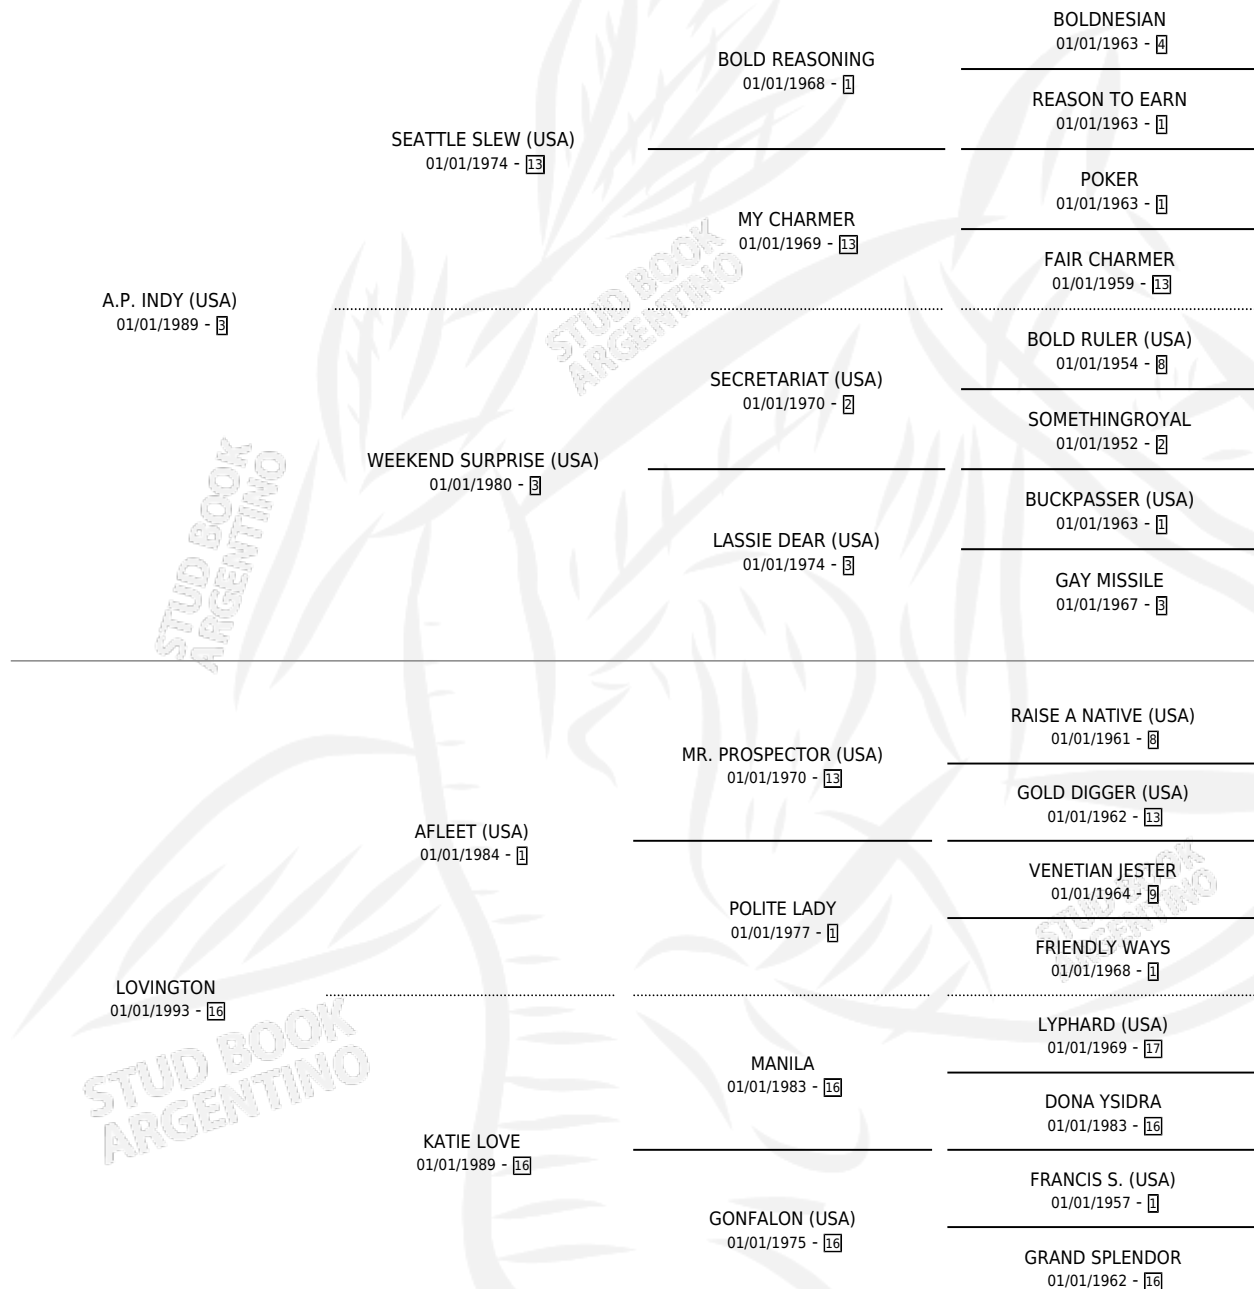 BOLDNESIAN
01/01/1963 - 4
BOLD REASONING
01/01/1968 - 1
REASON TO EARN
01/01/1963 - 1
SEATTLE SLEW (USA)
01/01/1974 - 13
POKER
01/01/1963 - 1
MY CHARMER
01/01/1969 - 13
FAIR CHARMER
01/01/1959 - 13
A.P. INDY (USA)
01/01/1989 - 3
BOLD RULER (USA)
01/01/1954 - 8
SECRETARIAT (USA)
01/01/1970 - 2
SOMETHINGROYAL
01/01/1952 - 2
WEEKEND SURPRISE (USA)
01/01/1980 - 3
BUCKPASSER (USA)
01/01/1963 - 1
LASSIE DEAR (USA)
01/01/1974 - 3
GAY MISSILE
01/01/1967 - 3
RAISE A NATIVE (USA)
01/01/1961 - 8
MR. PROSPECTOR (USA)
01/01/1970 - 13
GOLD DIGGER (USA)
01/01/1962 - 13
AFLEET (USA)
01/01/1984 - 1
VENETIAN JESTER
01/01/1964 - 9
POLITE LADY
01/01/1977 - 1
FRIENDLY WAYS
01/01/1968 - 1
LOVINGTON
01/01/1993 - 16
LYPHARD (USA)
01/01/1969 - 17
MANILA
01/01/1983 - 16
DONA YSIDRA
01/01/1983 - 16
KATIE LOVE
01/01/1989 - 16
FRANCIS S. (USA)
01/01/1957 - 1
GONFALON (USA)
01/01/1975 - 16
GRAND SPLENDOR
01/01/1962 - 16
STUD BOOK
ARGENTINO
STUD BOOK
ARGENTINO
STUD BOOK
ARGENTINO
STUD BOOK
ARGENTINO